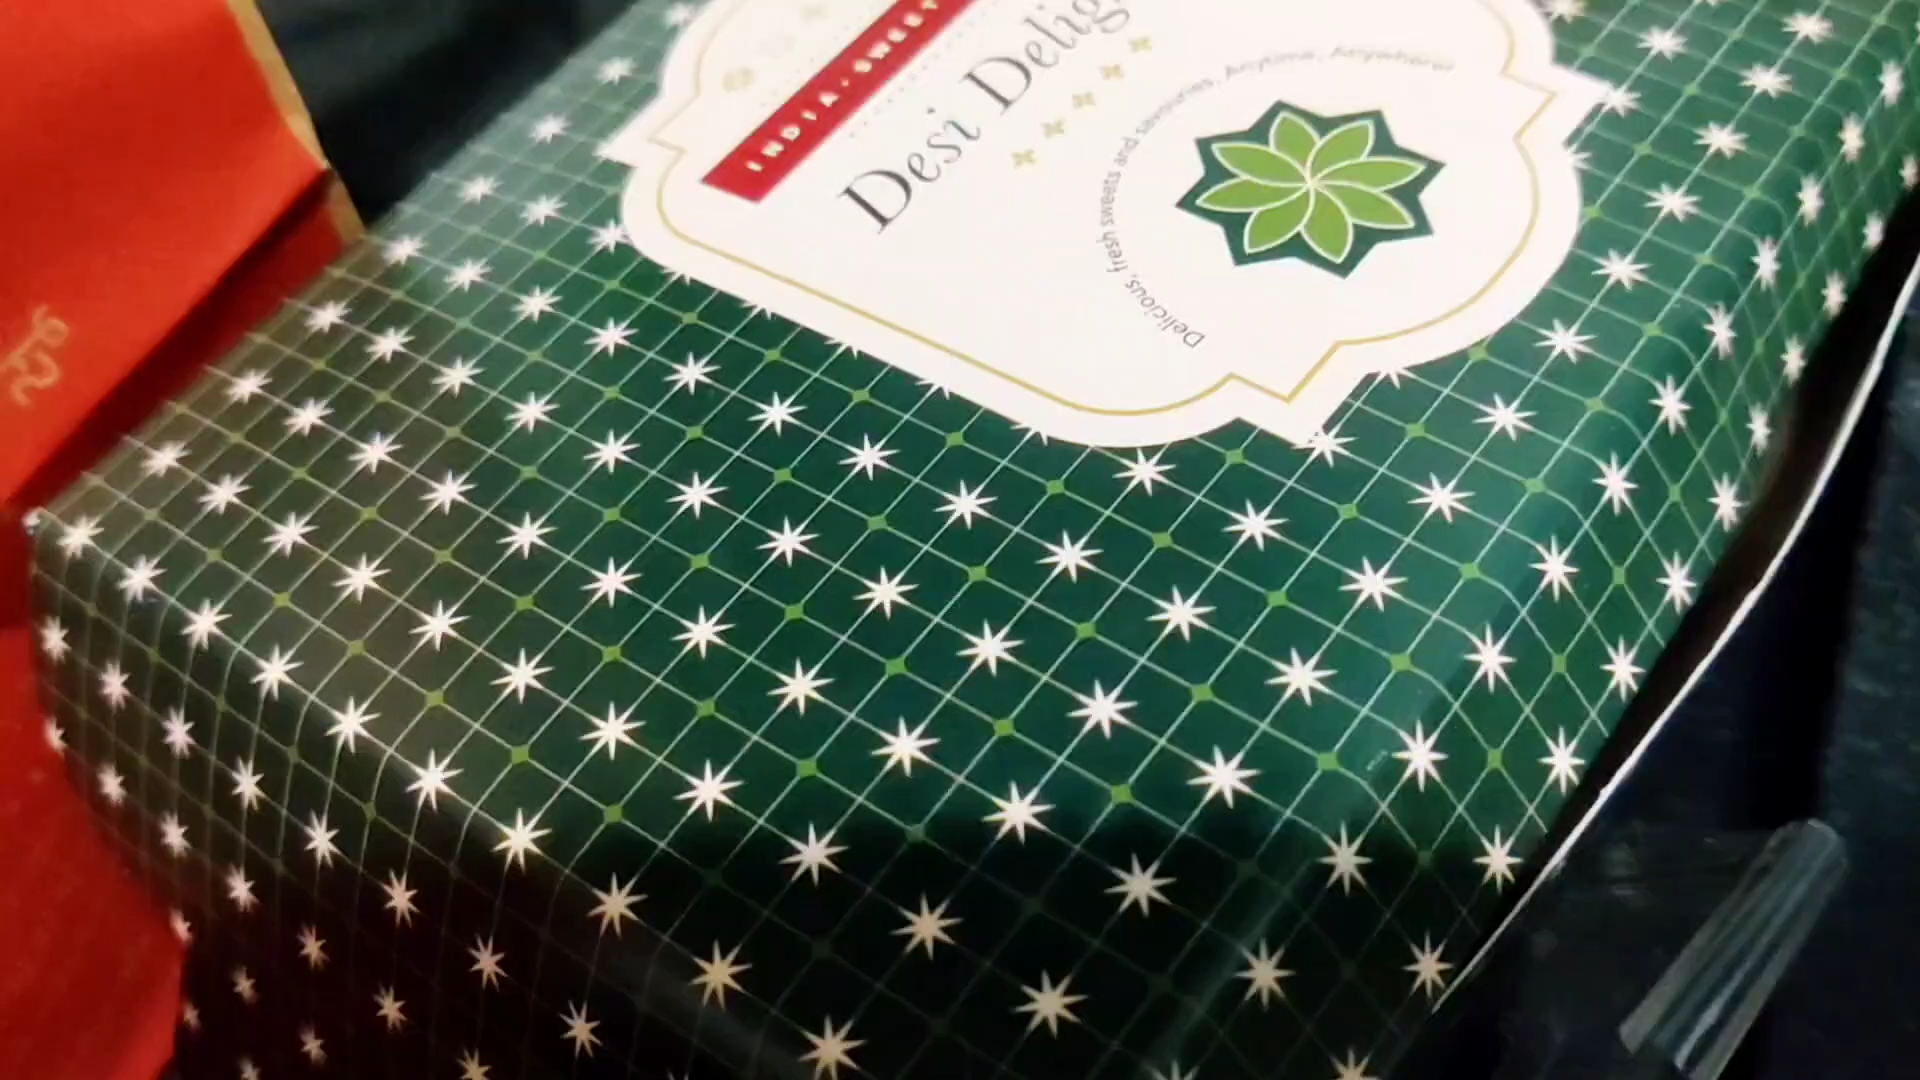 INDIA·SWEET
Desi Delig
Delicious, fresh sweets and savouries, Anytime, Anywhere!